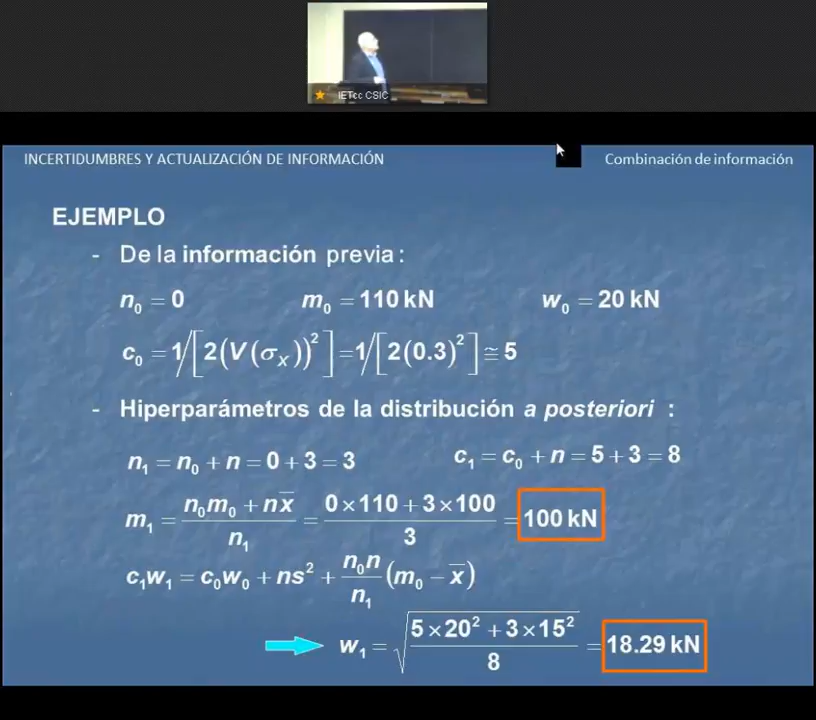 IETcc CSIC
INCERTIDUMBRES Y ACTUALIZACIÓN DE INFORMACIÓN
Combinación de información
EJEMPLO
- De la información previa :
n₀ = 0 m₀ = 110 kN w₀ = 20 kN
c₀ = 1/[2(V(σₓ))²] = 1/[2(0.3)²] ≅ 5
- Hiperparámetros de la distribución a posteriori :
n₁ = n₀ + n = 0 + 3 = 3 c₁ = c₀ + n = 5 + 3 = 8
m₁ = (n₀m₀ + nx̄)/n₁ = (0 × 110 + 3 × 100)/3 = 100 kN
c₁w₁ = c₀w₀ + ns² + (n₀n/n₁)(m₀ − x̄)
w₁ = √((5 × 20² + 3 × 15²)/8) = 18.29 kN